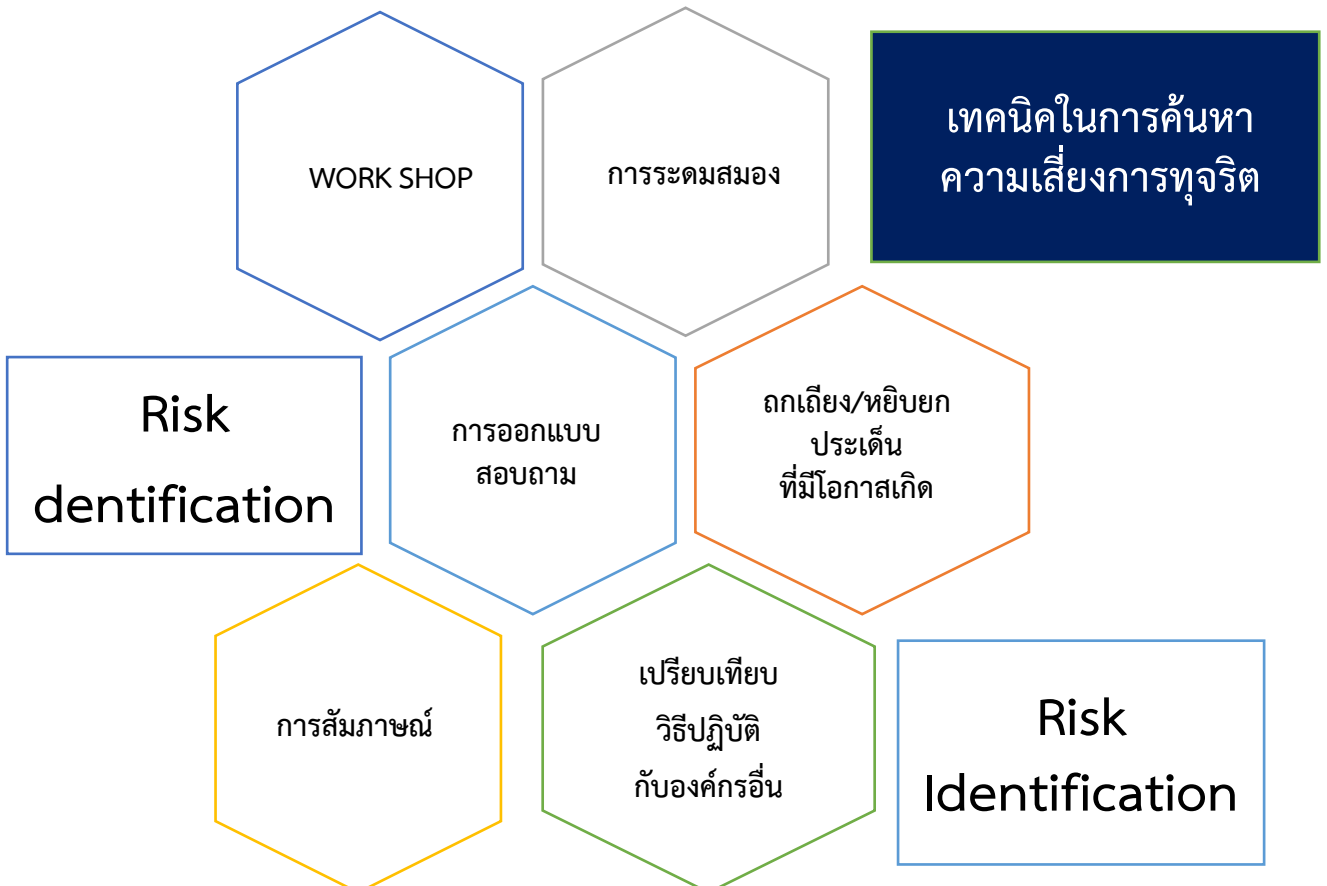 WORK SHOP
การระดมสมอง
เทคนิคในการค้นหา
ความเสี่ยงการทุจริต
Risk
dentification
การออกแบบ
สอบถาม
ถกเถียง/หยิบยก
ประเด็น
ที่มีโอกาสเกิด
การสัมภาษณ์
เปรียบเทียบ
วิธีปฏิบัติ
กับองค์กรอื่น
Risk
Identification